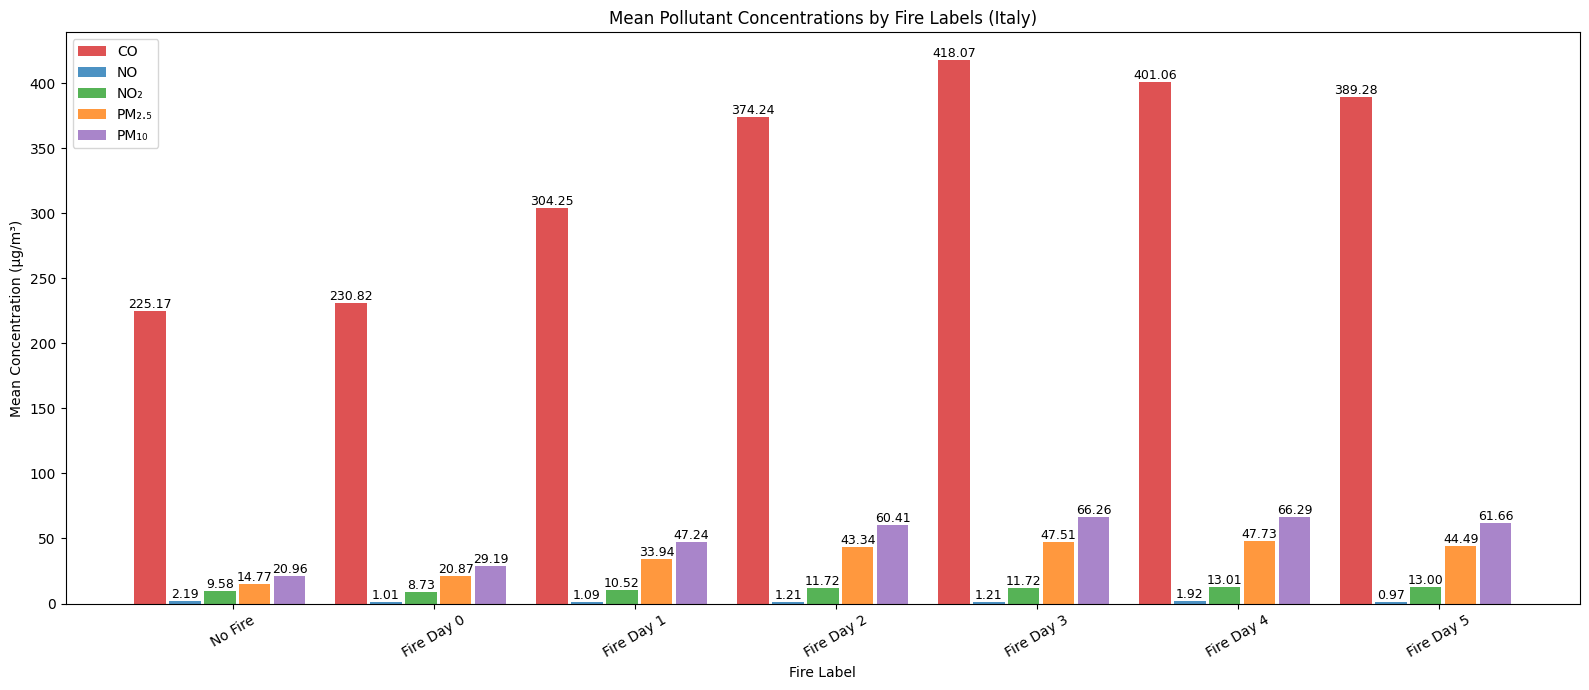 Mean Pollutant Concentrations by Fire Labels (Italy)
CO
NO
NO₂
PM₂.₅
PM₁₀
Mean Concentration (µg/m³)
400
350
300
250
200
150
100
50
0
225.17
2.19
9.58
14.77
20.96
230.82
1.01
8.73
20.87
29.19
304.25
1.09
10.52
33.94
47.24
374.24
1.21
11.72
43.34
60.41
418.07
1.21
11.72
47.51
66.26
401.06
1.92
13.01
47.73
66.29
389.28
0.97
13.00
44.49
61.66
No Fire
Fire Day 0
Fire Day 1
Fire Day 2
Fire Day 3
Fire Day 4
Fire Day 5
Fire Label